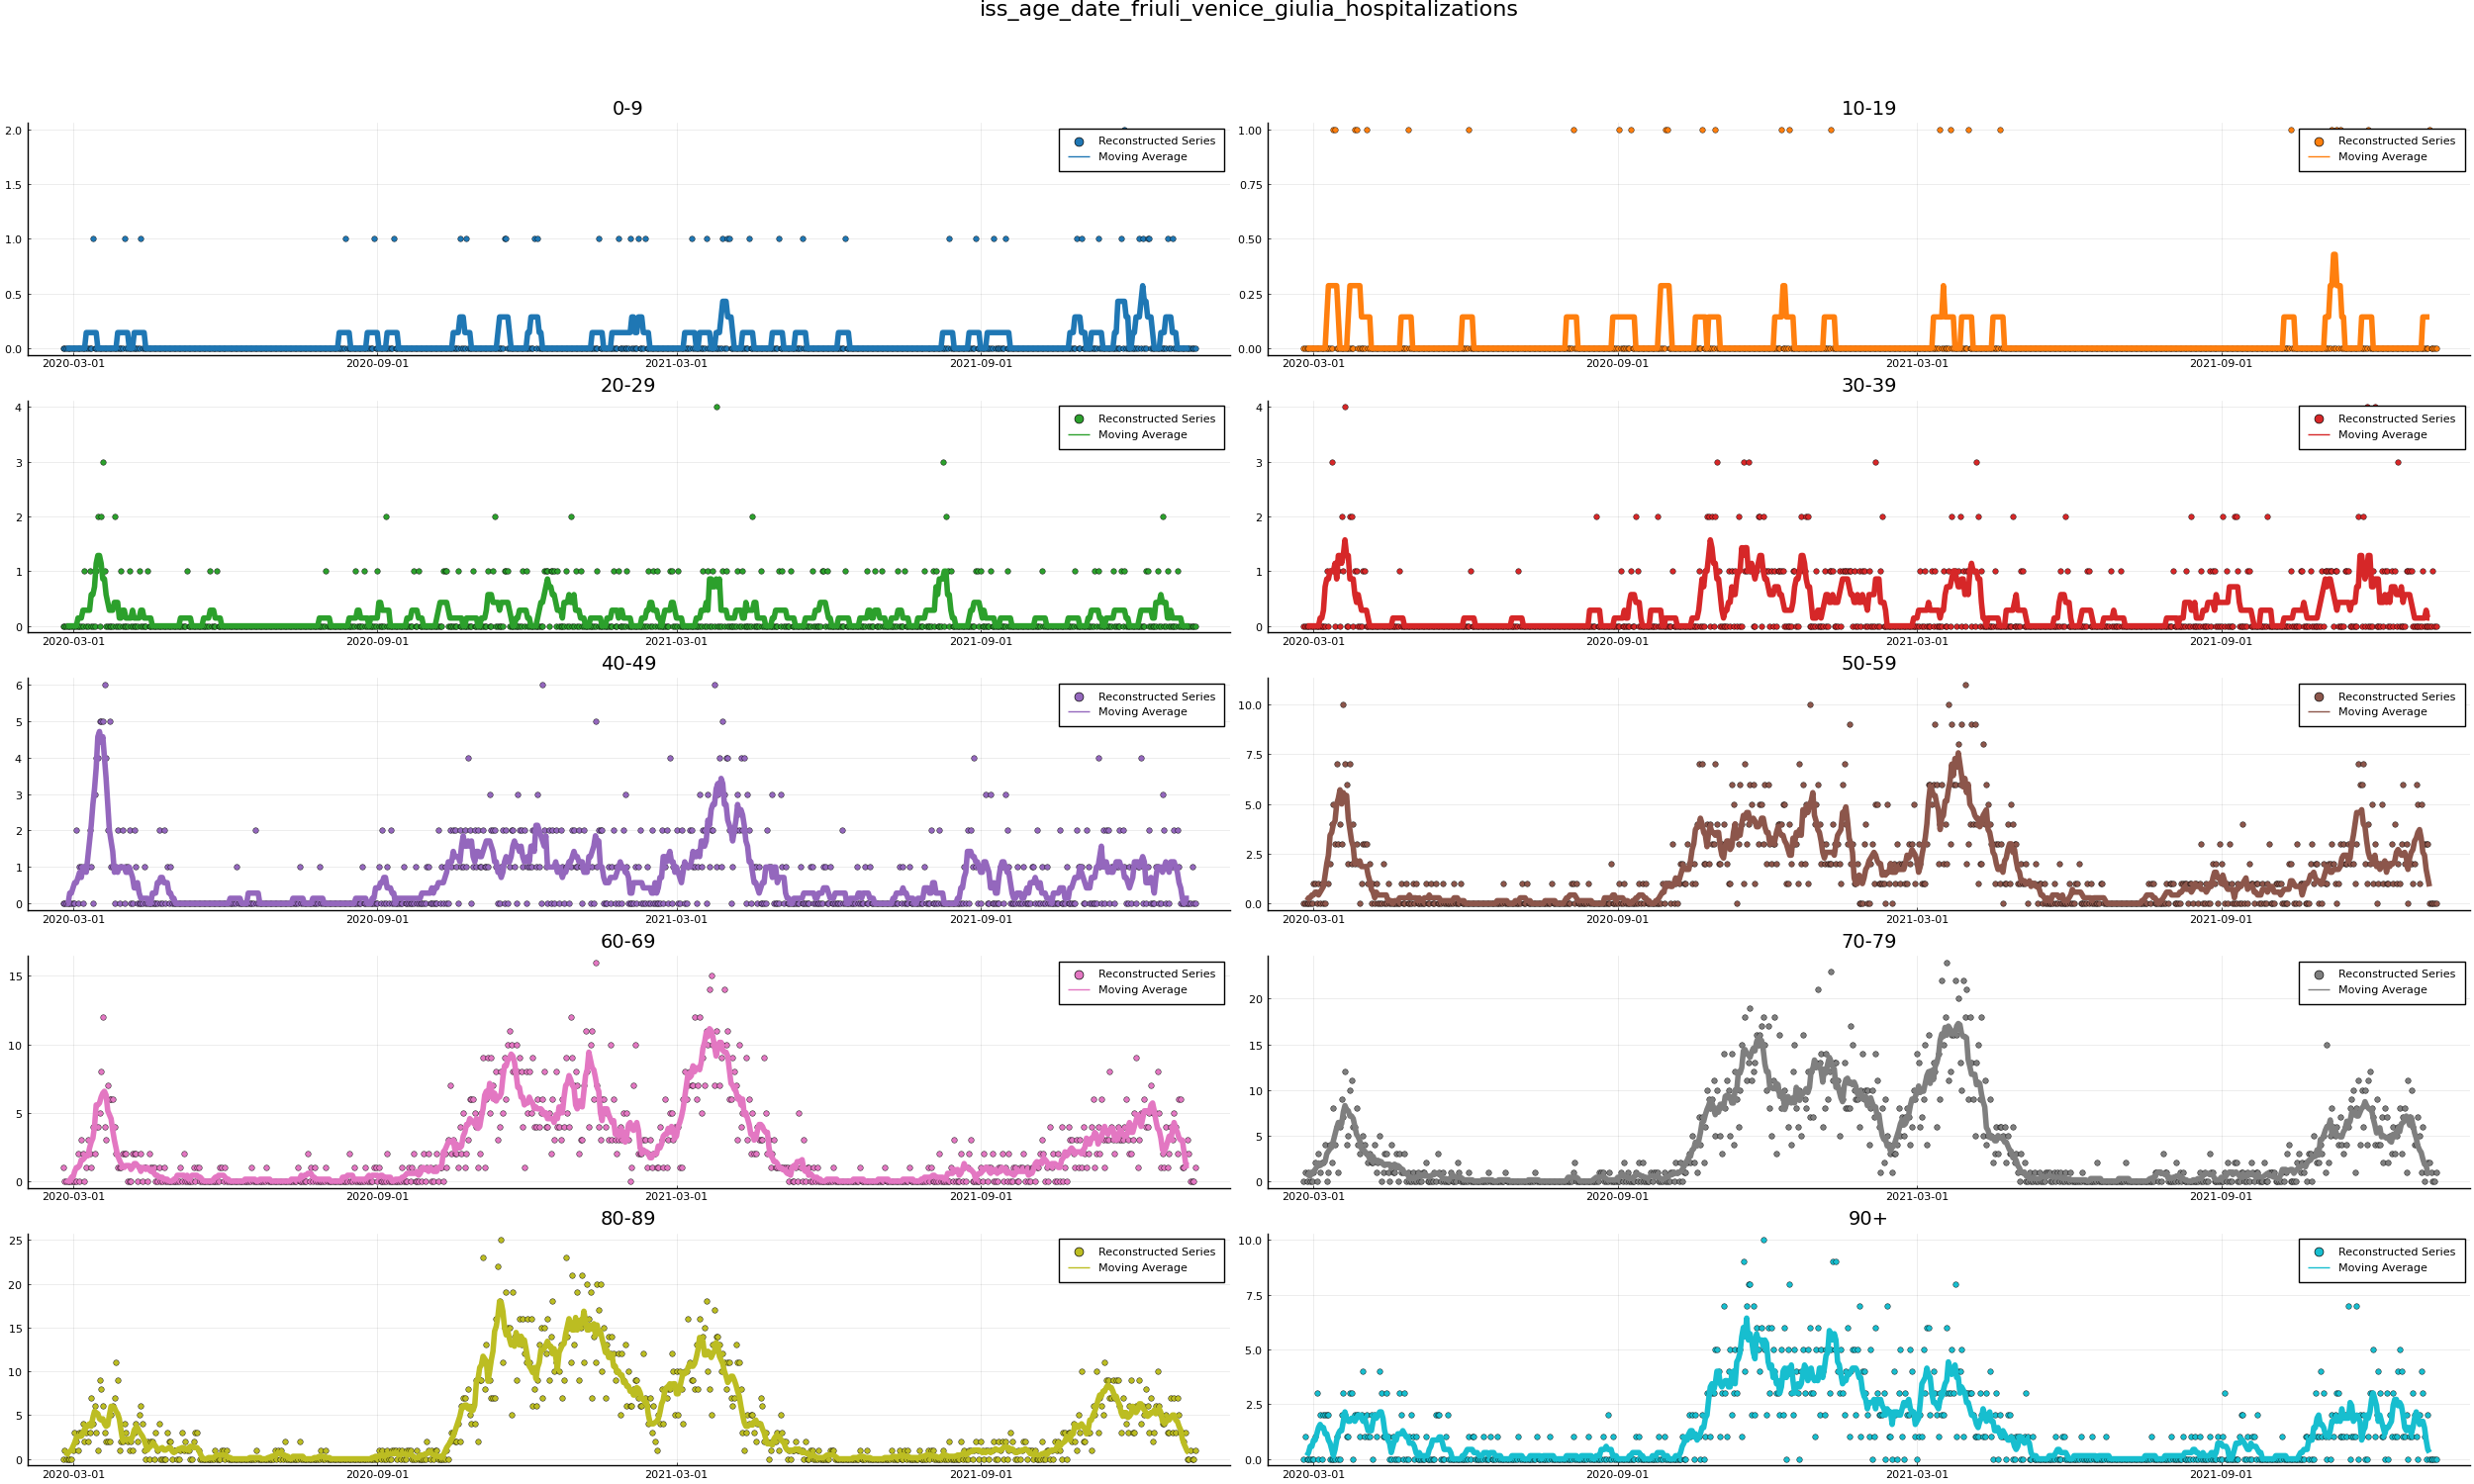 iss_age_date_friuli_venice_giulia_hospitalizations
0-9
2.0
1.5
1.0
0.5
0.0
Reconstructed Series
Moving Average
2020-03-01 2020-09-01 2021-03-01 2021-09-01
10-19
1.00
0.75
0.50
0.25
0.00
Reconstructed Series
Moving Average
2020-03-01 2020-09-01 2021-03-01 2021-09-01
20-29
4
3
2
1
0
Reconstructed Series
Moving Average
2020-03-01 2020-09-01 2021-03-01 2021-09-01
30-39
4
3
2
1
0
Reconstructed Series
Moving Average
2020-03-01 2020-09-01 2021-03-01 2021-09-01
40-49
6
5
4
3
2
1
0
Reconstructed Series
Moving Average
2020-03-01 2020-09-01 2021-03-01 2021-09-01
50-59
10.0
7.5
5.0
2.5
0.0
Reconstructed Series
Moving Average
2020-03-01 2020-09-01 2021-03-01 2021-09-01
60-69
15
10
5
0
Reconstructed Series
Moving Average
2020-03-01 2020-09-01 2021-03-01 2021-09-01
70-79
20
15
10
5
0
Reconstructed Series
Moving Average
2020-03-01 2020-09-01 2021-03-01 2021-09-01
80-89
25
20
15
10
5
0
Reconstructed Series
Moving Average
2020-03-01 2020-09-01 2021-03-01 2021-09-01
90+
10.0
7.5
5.0
2.5
0.0
Reconstructed Series
Moving Average
2020-03-01 2020-09-01 2021-03-01 2021-09-01